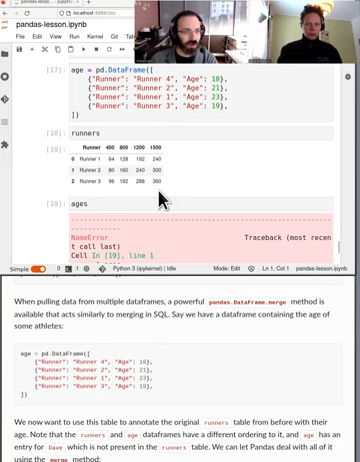 pandas-lesson.ipynb
localhost:8888/doc
pandas-lesson.ipynb
File Edit View Run Kernel Git
[17]: age = pd.DataFrame([
{"Runner": "Runner 4", "Age": 18},
{"Runner": "Runner 2", "Age": 21},
{"Runner": "Runner 1", "Age": 23},
{"Runner": "Runner 3", "Age": 19},
])
[18]: runners
[18]: Runner 400 800 1200 1500
0 Runner 1 64 128 192 240
1 Runner 2 80 160 240 300
2 Runner 3 96 192 288 360
[19]: ages
NameError Traceback (most recen
t call last)
Cell In [19], line 1
Simple Python 3 (ipykernel) | Idle Mode: Edit Ln 1, Col 1 pandas-lesson.ipynb
When pulling data from multiple dataframes, a powerful pandas.DataFrame.merge method is
available that acts similarly to merging in SQL. Say we have a dataframe containing the age of
some athletes:
age = pd.DataFrame([
{"Runner": "Runner 4", "Age": 18},
{"Runner": "Runner 2", "Age": 21},
{"Runner": "Runner 1", "Age": 23},
{"Runner": "Runner 3", "Age": 19},
])
We now want to use this table to annotate the original runners table from before with their
age. Note that the runners and age dataframes have a different ordering to it, and age has an
entry for Dave which is not present in the runners table. We can let Pandas deal with all of it
using the merge method: